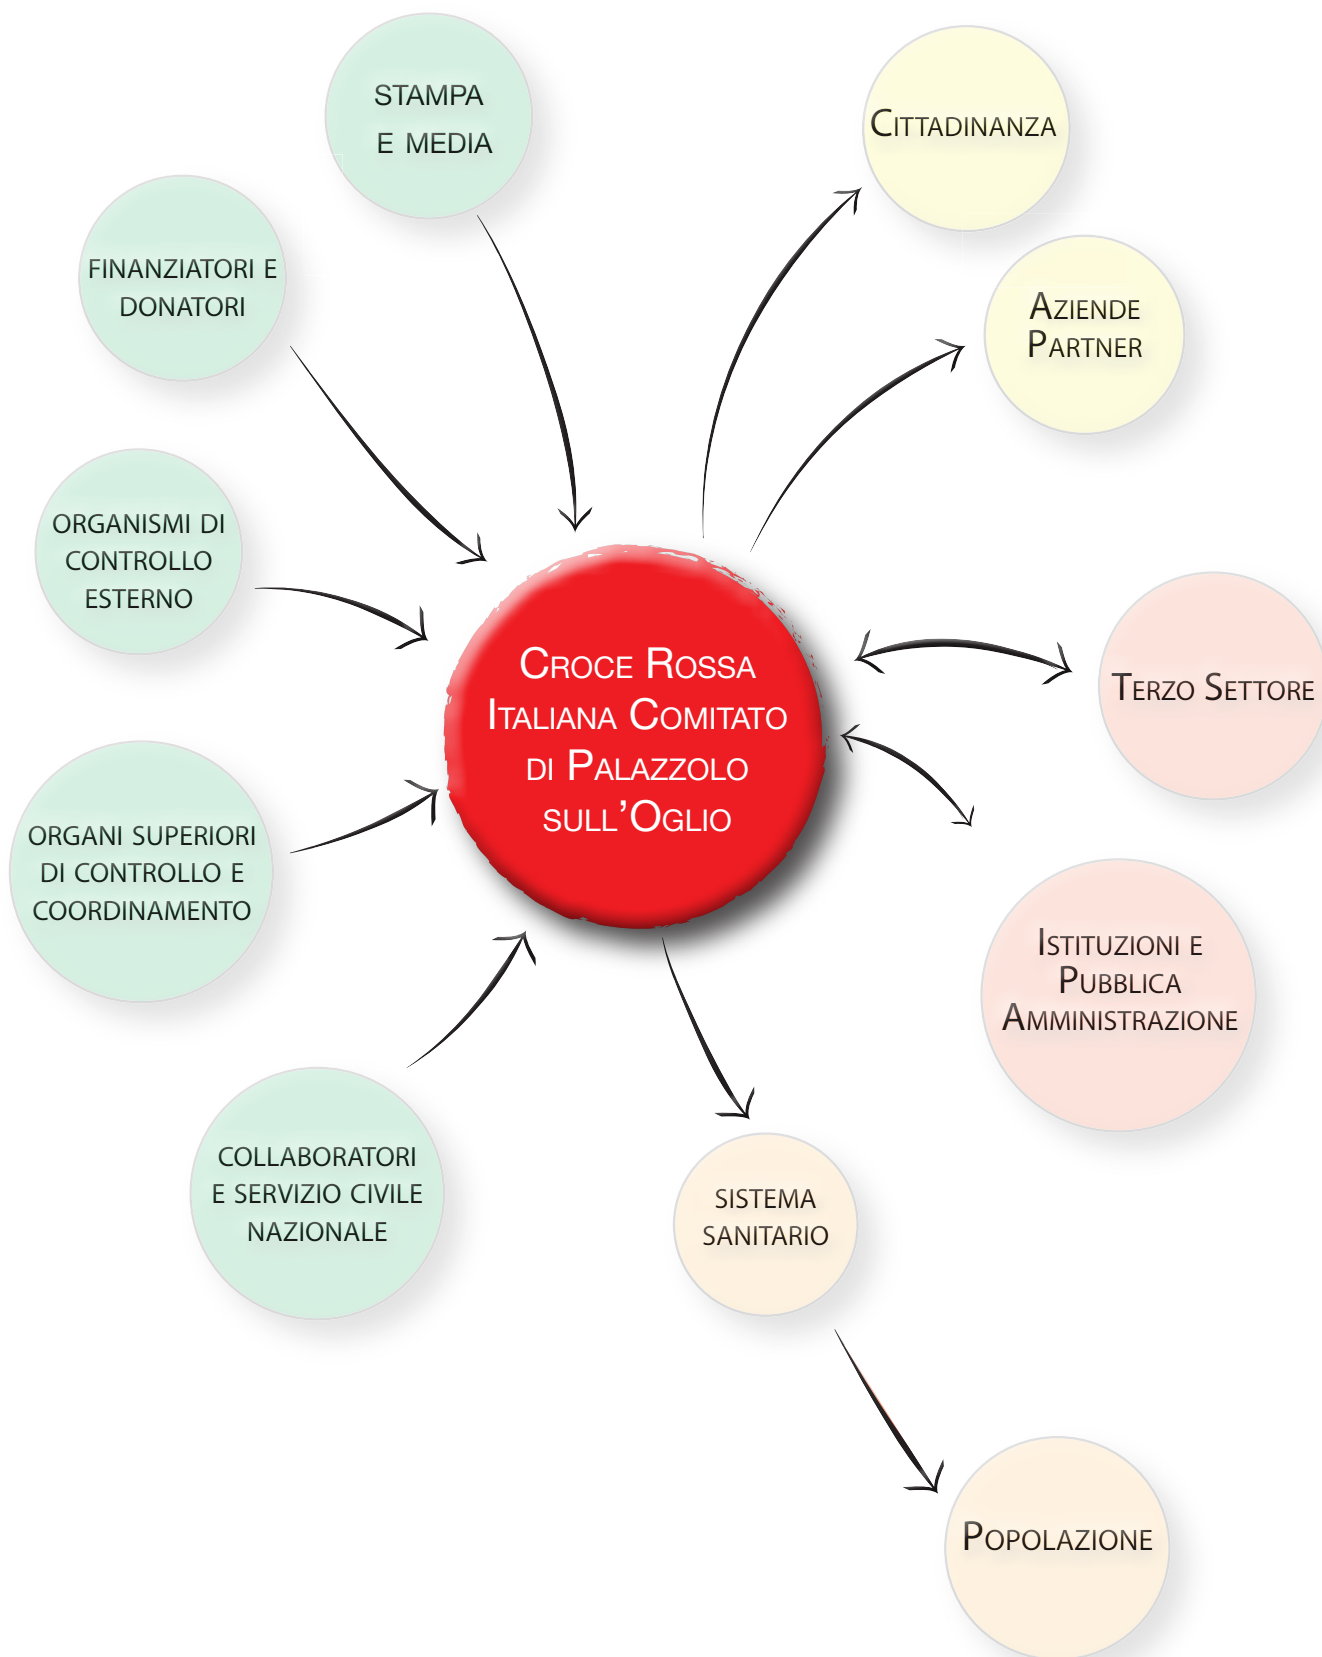 STAMPA
E MEDIA
CITTADINANZA
FINANZIATORI E
DONATORI
AZIENDE
PARTNER
ORGANISMI DI
CONTROLLO
ESTERNO
CROCE ROSSA
ITALIANA COMITATO
DI PALAZZOLO
SULL'OGLIO
TERZO SETTORE
ORGANI SUPERIORI
DI CONTROLLO E
COORDINAMENTO
ISTITUZIONI E
PUBBLICA
AMMINISTRAZIONE
COLLABORATORI
E SERVIZIO CIVILE
NAZIONALE
SISTEMA
SANITARIO
POPOLAZIONE